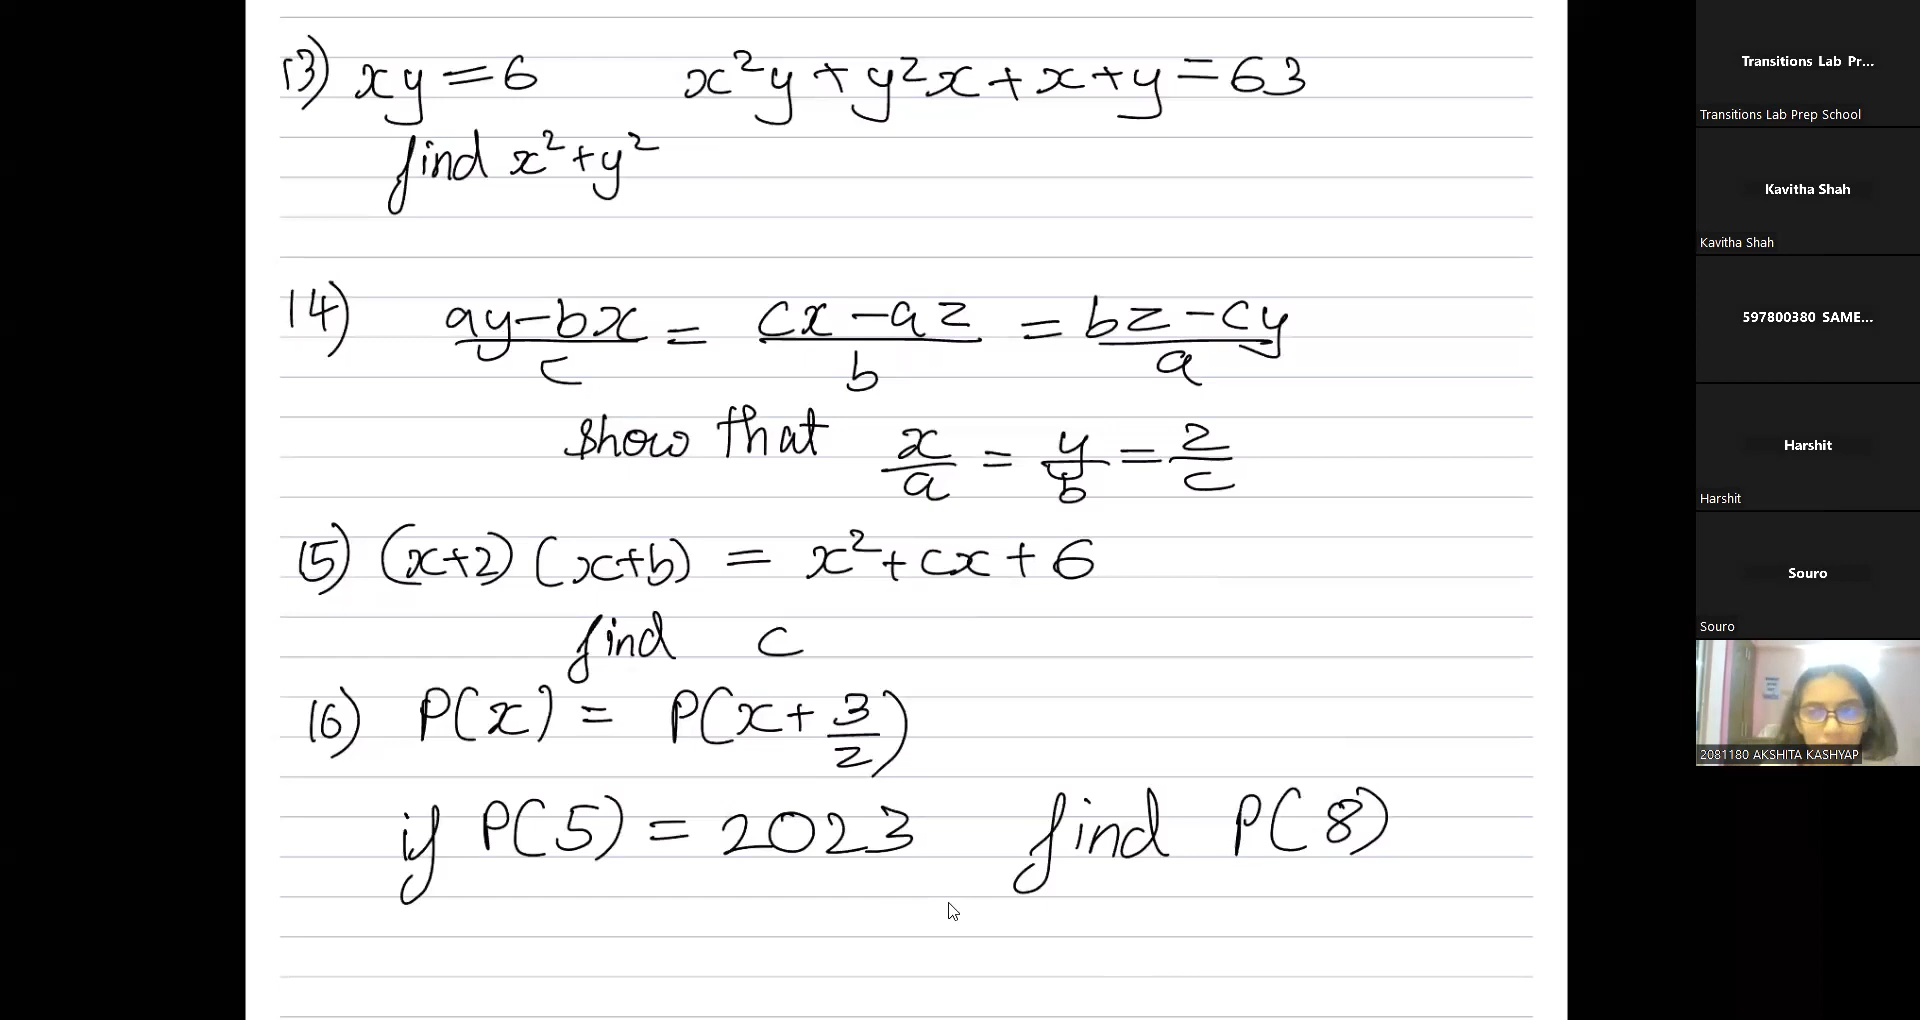 13) xy = 6 x²y + y²x + x + y = 63
find x² + y²
14) (ay - bx)/c = (cx - az)/b = (bz - cy)/a
show that x/a = y/b = z/c
15) (x+2) (x+b) = x² + cx + 6
find c
16) P(x) = P(x + 3/2)
if P(5) = 2023 find P(8)
Transitions Lab Pr...
Transitions Lab Prep School
Kavitha Shah
Kavitha Shah
597800380 SAME...
Harshit
Harshit
Souro
Souro
2081180 AKSHITA KASHYAP